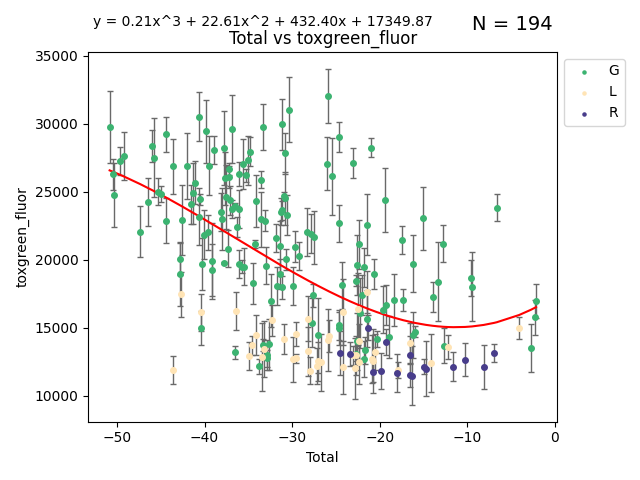 y = 0.21x^3 + 22.61x^2 + 432.40x + 17349.87
N = 194
Total vs toxgreen_fluor
35000
30000
25000
20000
15000
10000
toxgreen_fluor
−50
−40
−30
−20
−10
0
Total
G
L
R